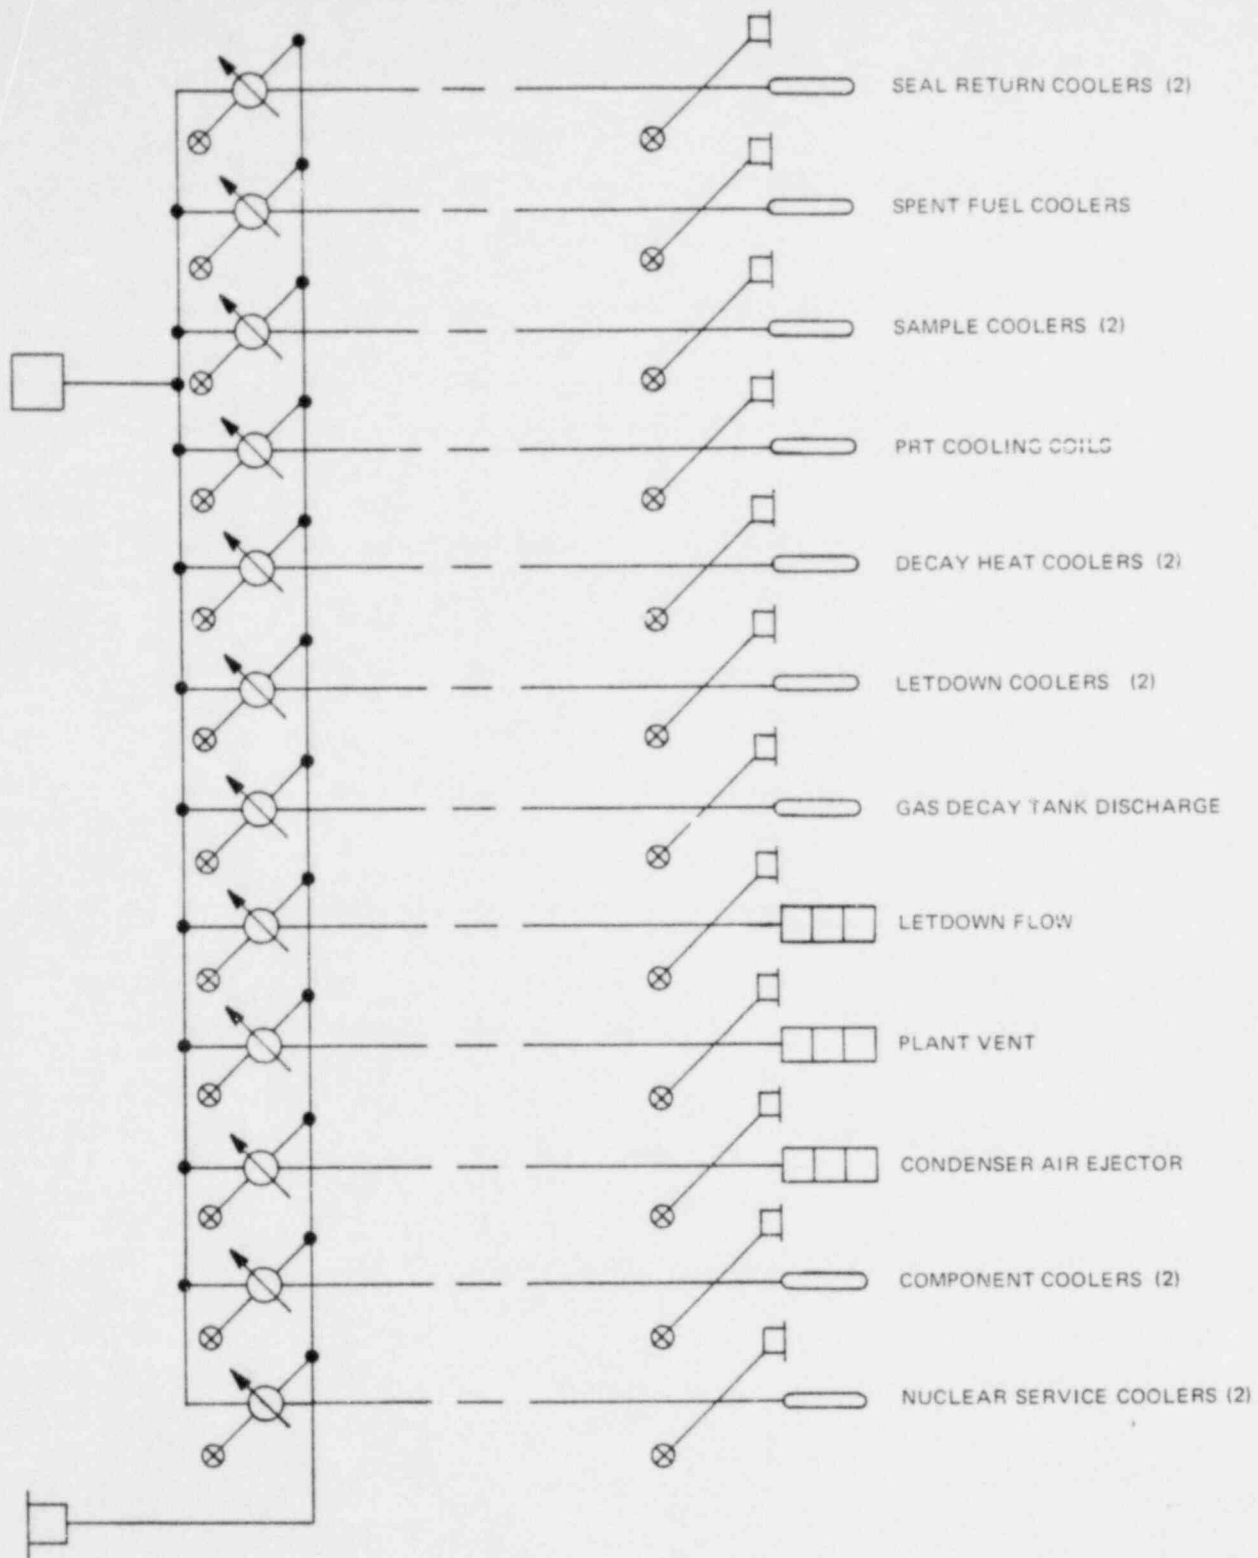 SEAL RETURN COOLERS (2)
SPENT FUEL COOLERS
SAMPLE COOLERS (2)
PRT COOLING COILS
DECAY HEAT COOLERS (2)
LETDOWN COOLERS (2)
GAS DECAY TANK DISCHARGE
LETDOWN FLOW
PLANT VENT
CONDENSER AIR EJECTOR
COMPONENT COOLERS (2)
NUCLEAR SERVICE COOLERS (2)